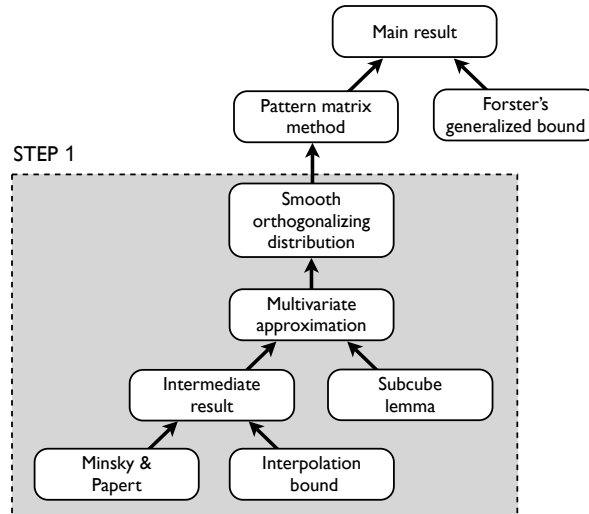 Main result
Pattern matrix
method
Forster's
generalized bound
STEP 1
Smooth
orthogonalizing
distribution
Multivariate
approximation
Intermediate
result
Subcube
lemma
Minsky &
Papert
Interpolation
bound